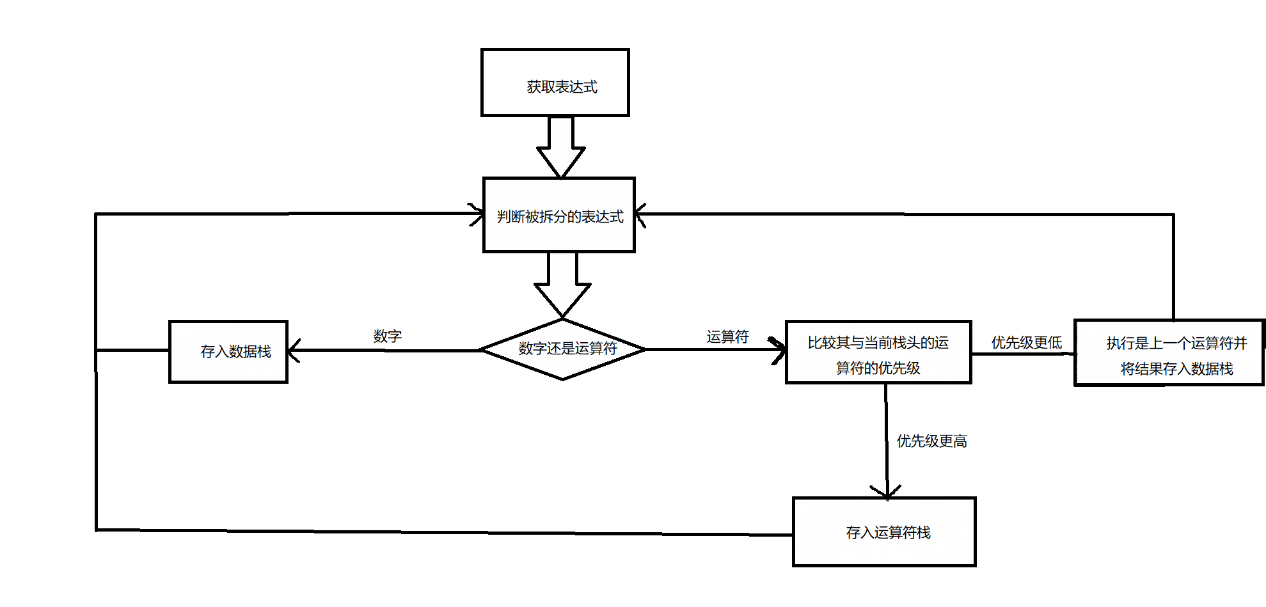 获取表达式
判断被拆分的表达式
数字还是运算符
数字
存入数据栈
运算符
比较其与当前栈头的运
算符的优先级
优先级更低
执行是上一个运算符并
将结果存入数据栈
优先级更高
存入运算符栈